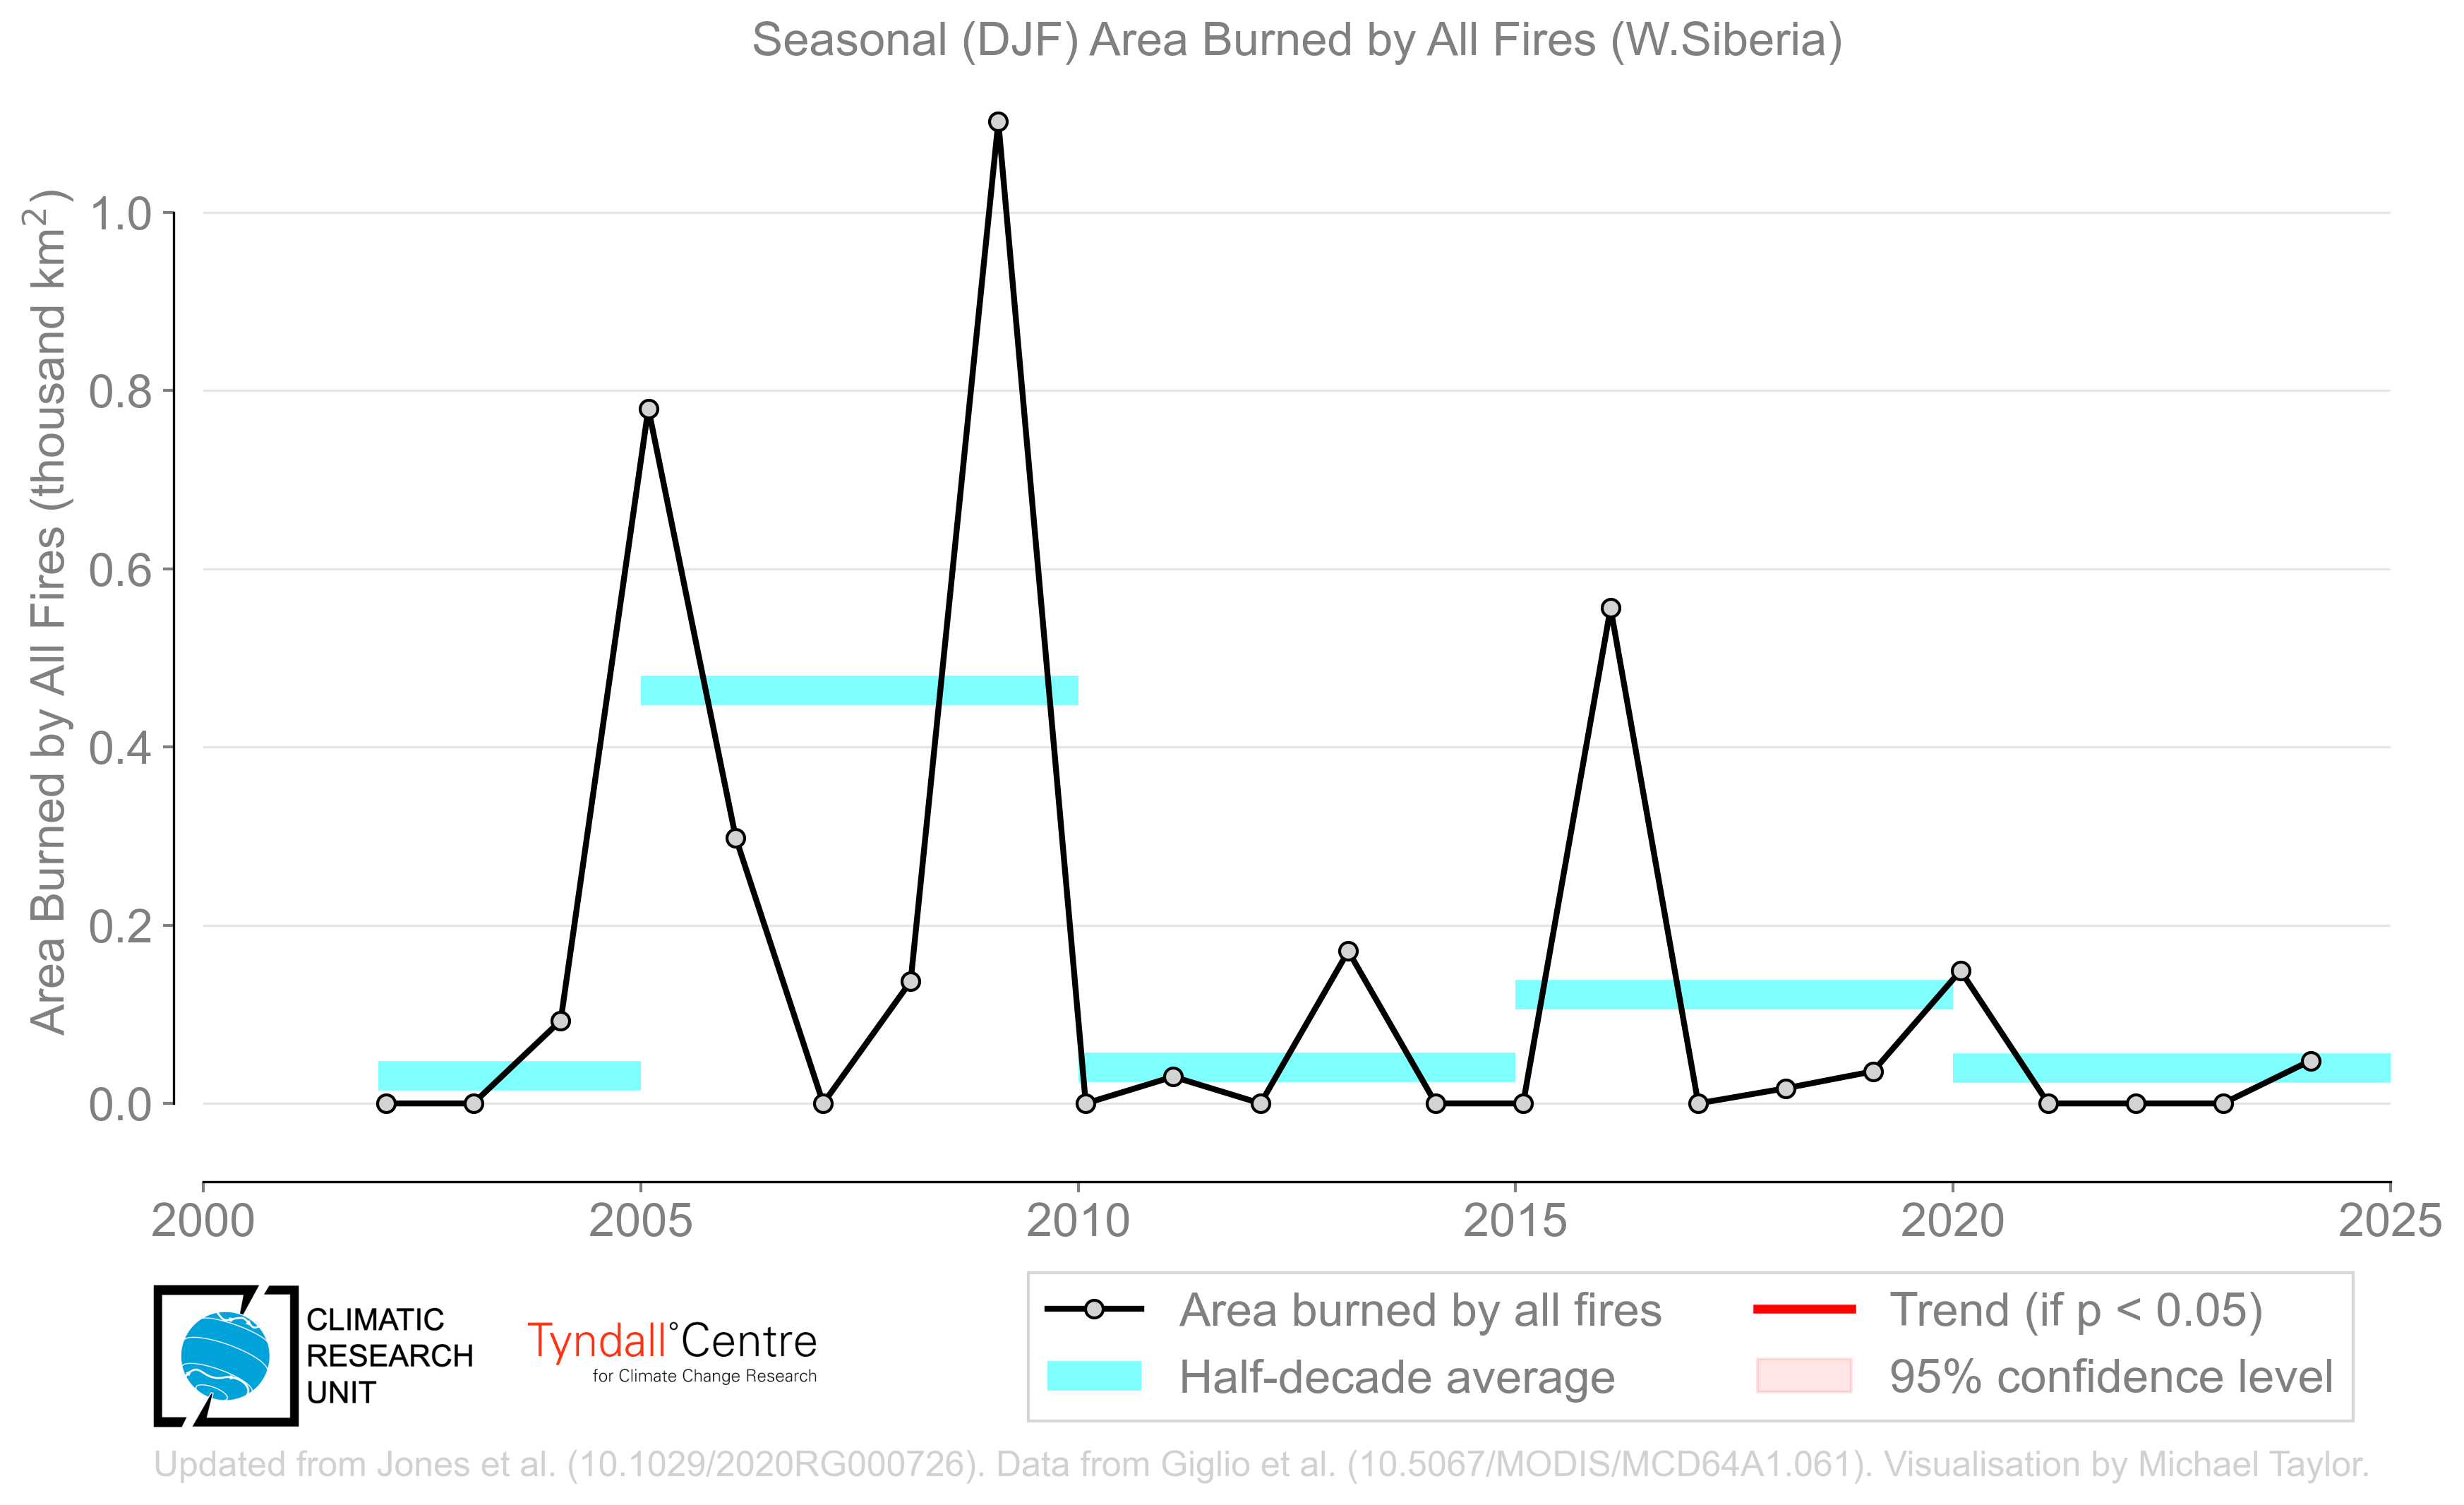 Seasonal (DJF) Area Burned by All Fires (W.Siberia)
Area Burned by All Fires (thousand km²)
1.0
0.8
0.6
0.4
0.2
0.0
2000 2005 2010 2015 2020 2025
CLIMATIC
RESEARCH
UNIT
Tyndall°Centre
for Climate Change Research
Area burned by all fires
Half-decade average
Trend (if p < 0.05)
95% confidence level
Updated from Jones et al. (10.1029/2020RG000726). Data from Giglio et al. (10.5067/MODIS/MCD64A1.061). Visualisation by Michael Taylor.